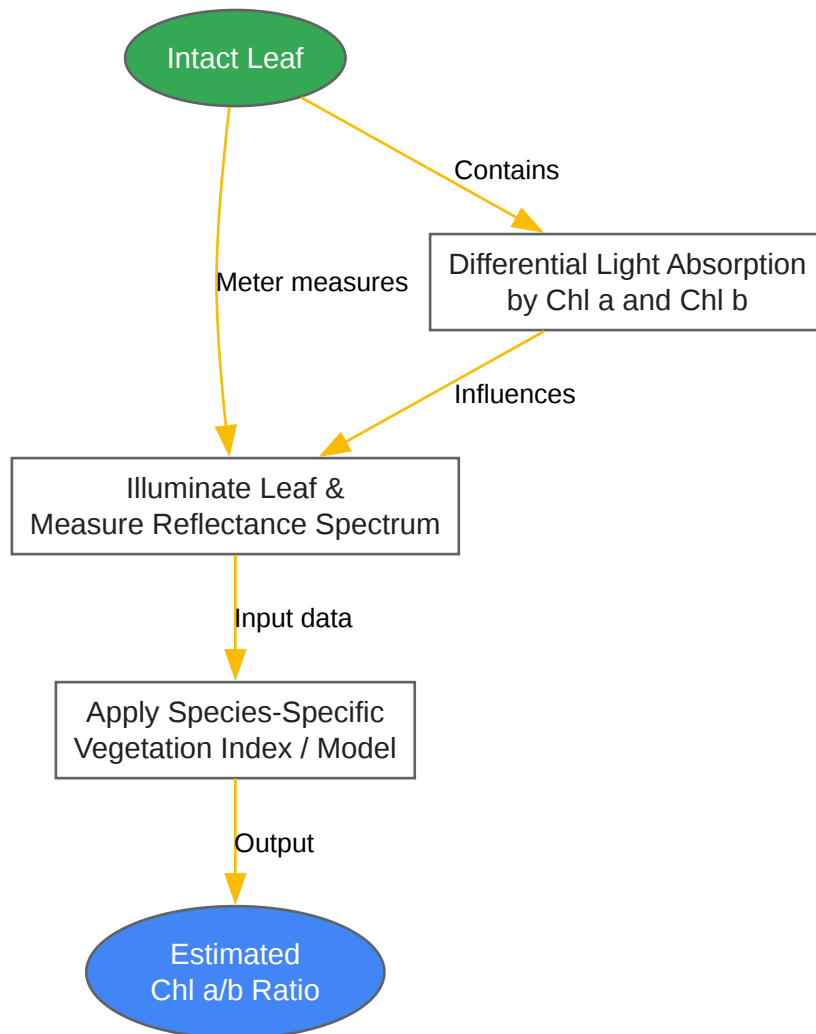 Intact Leaf
Contains
Differential Light Absorption
by Chl a and Chl b
Meter measures
Influences
Illuminate Leaf &
Measure Reflectance Spectrum
Input data
Apply Species-Specific
Vegetation Index / Model
Output
Estimated
Chl a/b Ratio